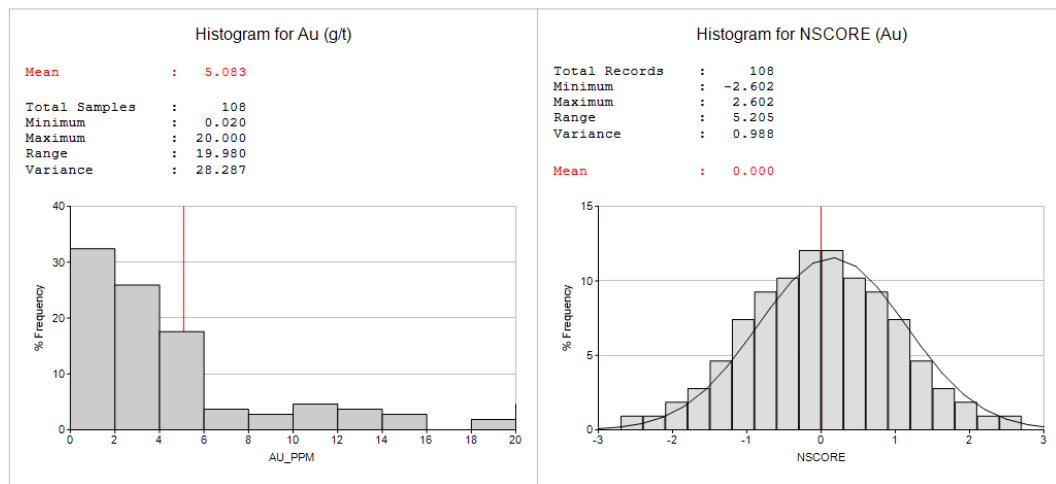 Histogram for Au (g/t)
Mean : 5.083
Total Samples : 108
Minimum : 0.020
Maximum : 20.000
Range : 19.980
Variance : 28.287
40
30
20
10
0
% Frequency
0 2 4 6 8 10 12 14 16 18 20
AU_PPM
Histogram for NSCORE (Au)
Total Records : 108
Minimum : -2.602
Maximum : 2.602
Range : 5.205
Variance : 0.988
Mean : 0.000
15
10
5
0
% Frequency
-3 -2 -1 0 1 2 3
NSCORE